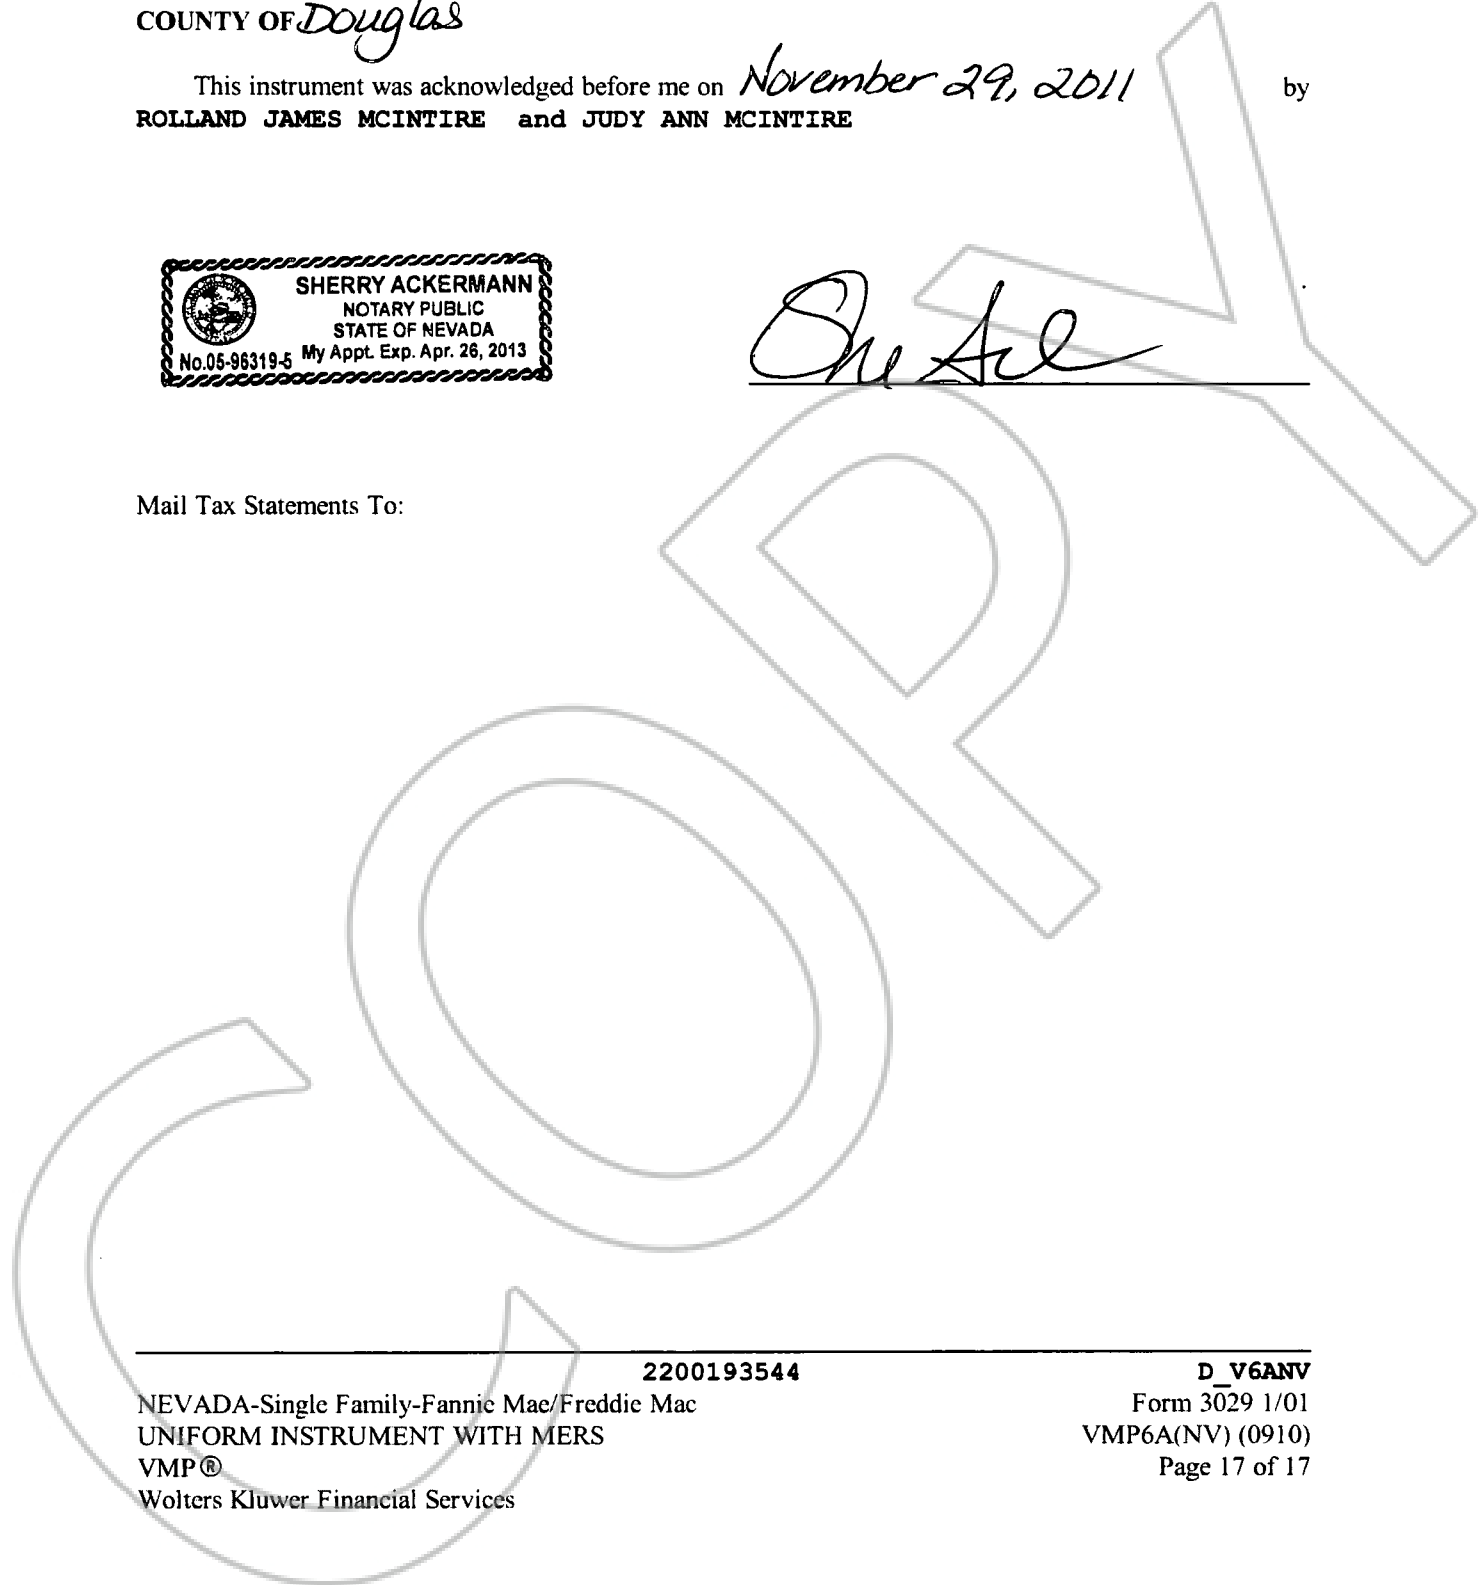 COUNTY OF Douglas
This instrument was acknowledged before me on November 29, 2011 by
ROLLAND JAMES MCINTIRE and JUDY ANN MCINTIRE
SHERRY ACKERMANN
NOTARY PUBLIC
STATE OF NEVADA
No.05-96319-5 My Appt. Exp. Apr. 26, 2013
Mail Tax Statements To:
COPY
2200193544 D_V6ANV
NEVADA-Single Family-Fannie Mae/Freddie Mac Form 3029 1/01
UNIFORM INSTRUMENT WITH MERS VMP6A(NV) (0910)
VMP® Page 17 of 17
Wolters Kluwer Financial Services